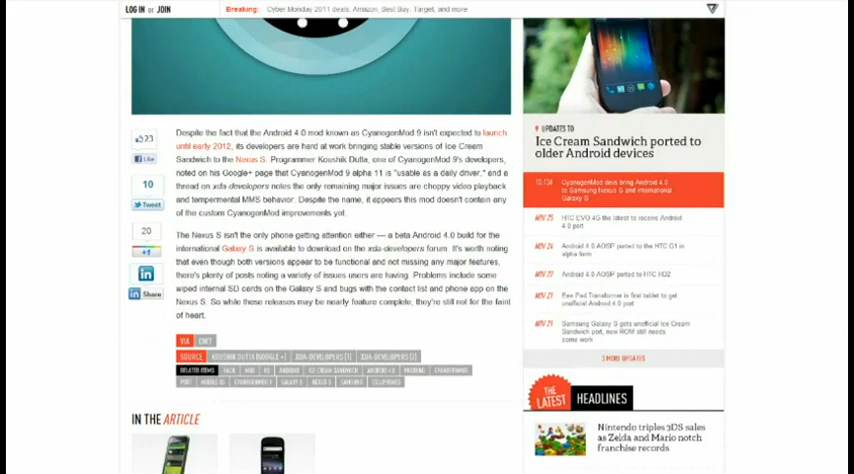 LOG IN or JOIN
Breaking: Cyber Monday 2011 deals: Amazon, Best Buy, Target, and more
Despite the fact that the Android 4.0 mod known as CyanogenMod 9 isn't expected to launch
until early 2012, its developers are hard at work bringing stable versions of Ice Cream
Sandwich to the Nexus S. Programmer Koushik Dutta, one of CyanogenMod 9's developers,
noted on his Google+ page that CyanogenMod 9 alpha 11 is "usable as a daily driver," and a
thread on xda-developers notes the only remaining major issues are choppy video playback
and tempermental MMS behavior. Despite the name, it appears this mod doesn't contain any
of the custom CyanogenMod improvements yet.
The Nexus S isn't the only phone getting attention either — a beta Android 4.0 build for the
international Galaxy S is available to download on the xda-developers forum. It's worth noting
that even though both versions appear to be functional and not missing any major features,
there's plenty of posts noting a variety of issues users are having. Problems include some
wiped internal SD cards on the Galaxy S and bugs with the contact list and phone app on the
Nexus S. So while these releases may be nearly feature complete, they're still not for the faint
of heart.
23
Like
10
Tweet
20
+1
in
in Share
VIA CNET
SOURCE KOUSHIK DUTTA (GOOGLE +) XDA-DEVELOPERS (1) XDA-DEVELOPERS (2)
RELATED ITEMS HACK MOD OS ANDROID ICE CREAM SANDWICH ANDROID 4.0 CYANOGENMOD
PORT MOBILE OS CYANOGENMOD 9 GALAXY S NEXUS S SAMSUNG CELLPHONES
IN THE ARTICLE
UPDATES TO
Ice Cream Sandwich ported to
older Android devices
CyanogenMod devs bring Android 4.0
to Samsung Nexus S and international
Galaxy S
NOV 25 HTC EVO 4G the latest to receive Android
4.0 port
NOV 24 Android 4.0 AOSP ported to the HTC G1 in
alpha form
Android 4.0 AOSP ported to HTC HD2
NOV 21 Eee Pad Transformer is first tablet to get
unofficial Android 4.0 port
NOV 21 Samsung Galaxy S gets unofficial Ice Cream
Sandwich port, now ROM still needs
some work
3 MORE UPDATES
THE LATEST HEADLINES
Nintendo triples 3DS sales
as Zelda and Mario notch
franchise records